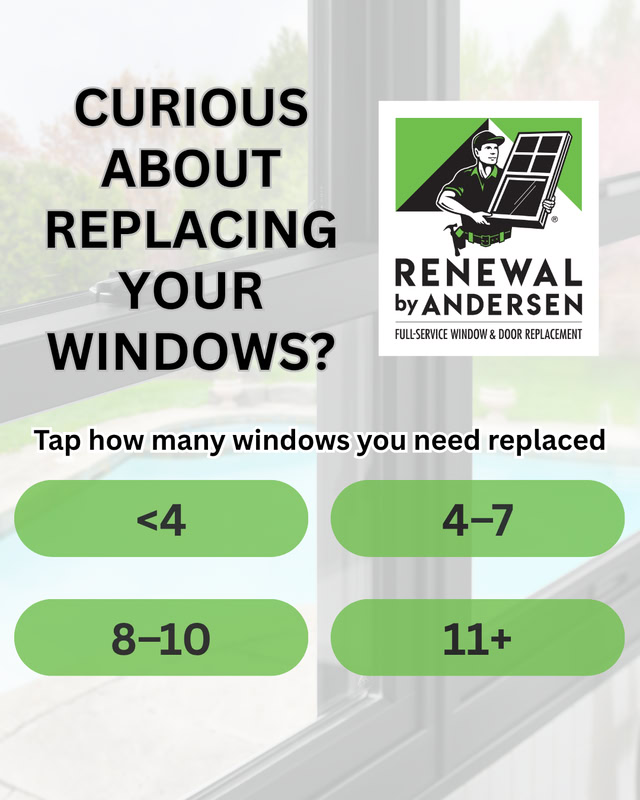 CURIOUS
ABOUT
REPLACING
YOUR
WINDOWS?
®
RENEWAL
by ANDERSEN
FULL-SERVICE WINDOW & DOOR REPLACEMENT
Tap how many windows you need replaced
<4
4–7
8–10
11+